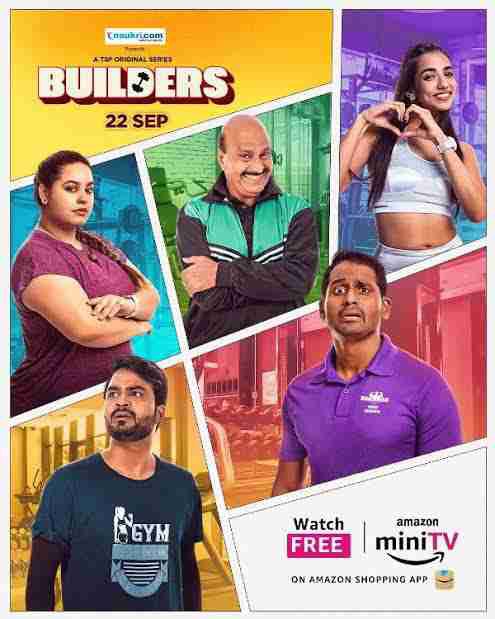 naukri.com
Presents
A TSP ORIGINAL SERIES
BUILDERS
22 SEP
GYM
Watch
FREE
amazon
miniTV
ON AMAZON SHOPPING APP